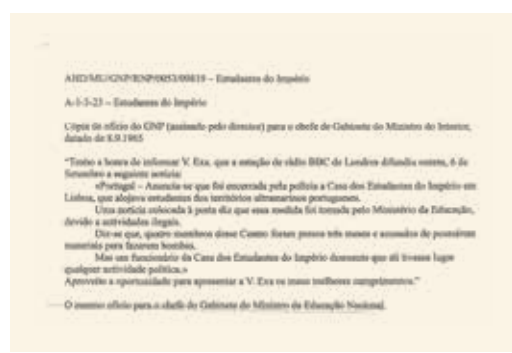 AHD/MU/GNP/RNP/0053/09819 – Estudantes do Império
A-1-5-23 – Estudantes do Império
Cópia de ofício do GNP (assinado pelo director) para o chefe de Gabinete do Ministro do Interior,
datado de 8.9.1965
“Tenho a honra de informar V. Exa. que a estação de rádio BBC de Londres difundiu ontem, 6 de
Setembro a seguinte notícia:
«Portugal – Anuncia-se que foi encerrada pela polícia a Casa dos Estudantes do Império em
Lisboa, que alojava estudantes dos territórios ultramarinos portugueses.
Uma notícia colocada à porta diz que essa medida foi tomada pelo Ministério da Educação,
devido a actividades ilegais.
Diz-se que, quatro membros desse Centro foram presos três meses e acusados de possuírem
materiais para fazerem bombas.
Mas um funcionário da Casa dos Estudantes do Império desmente que ali tivesse lugar
qualquer actividade política.»
Aproveito a oportunidade para apresentar a V. Exa os meus melhores cumprimentos.”
O mesmo ofício para o chefe do Gabinete do Ministro da Educação Nacional.